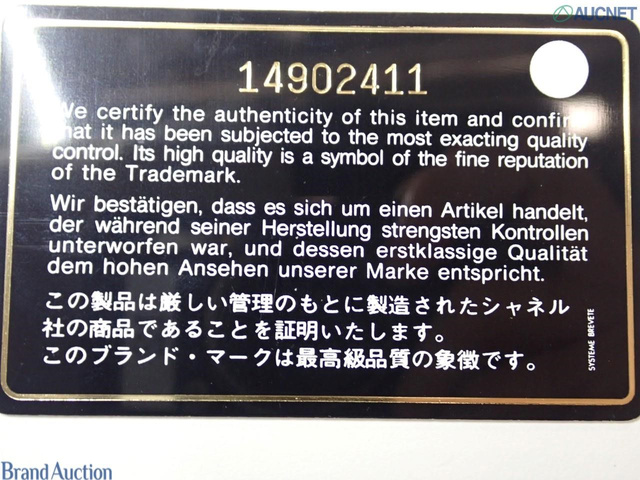 AUCNET
14902411
We certify the authenticity of this item and confirm
that it has been subjected to the most exacting quality
control. Its high quality is a symbol of the fine reputation
of the Trademark.
Wir bestätigen, dass es sich um einen Artikel handelt,
der während seiner Herstellung strengsten Kontrollen
unterworfen war, und dessen erstklassige Qualität
dem hohen Ansehen unserer Marke entspricht.
この製品は厳しい管理のもとに製造されたシャネル
社の商品であることを証明いたします。
このブランド・マークは最高級品質の象徴です。
SYSTEME BREVETE
Brand Auction